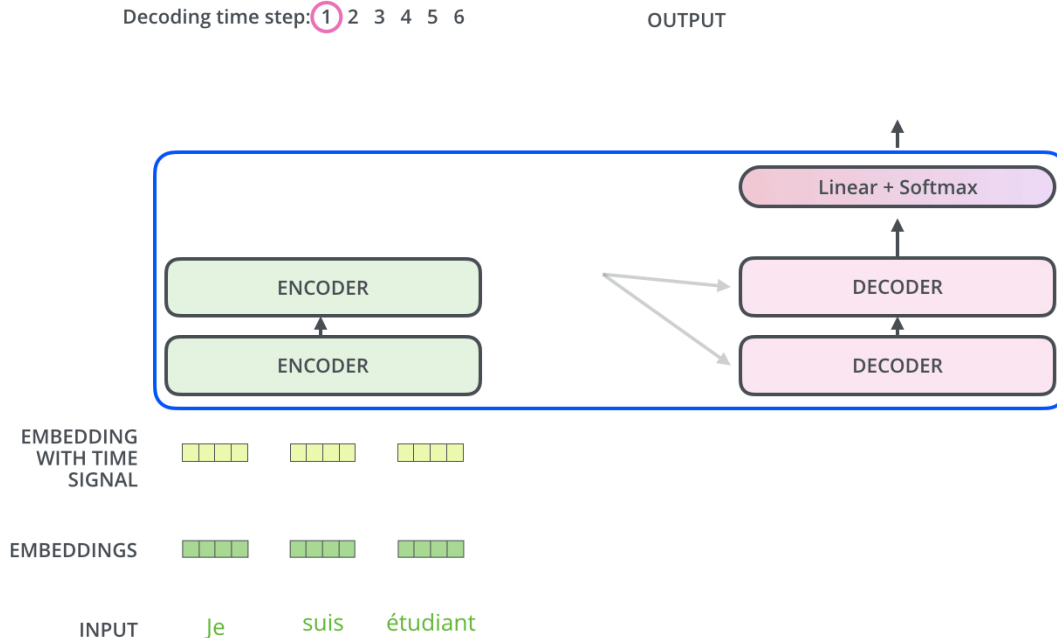 Decoding time step: 1 2 3 4 5 6
OUTPUT
Linear + Softmax
ENCODER
DECODER
ENCODER
DECODER
EMBEDDING
WITH TIME
SIGNAL
EMBEDDINGS
INPUT
Je suis étudiant